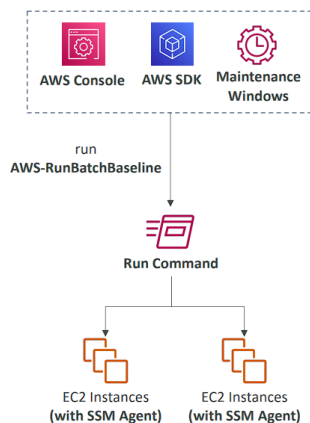 AWS Console
AWS SDK
Maintenance
Windows
run
AWS-RunBatchBaseline
Run Command
EC2 Instances
(with SSM Agent)
EC2 Instances
(with SSM Agent)